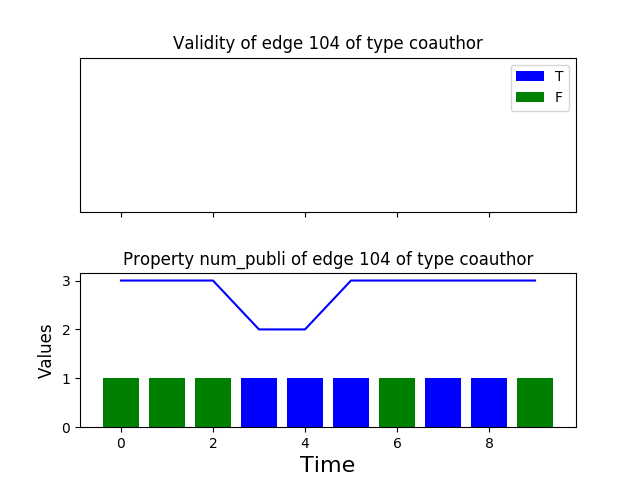 Validity of edge 104 of type coauthor
T
F
Property num_publi of edge 104 of type coauthor
3
2
1
0
Values
0 2 4 6 8
Time